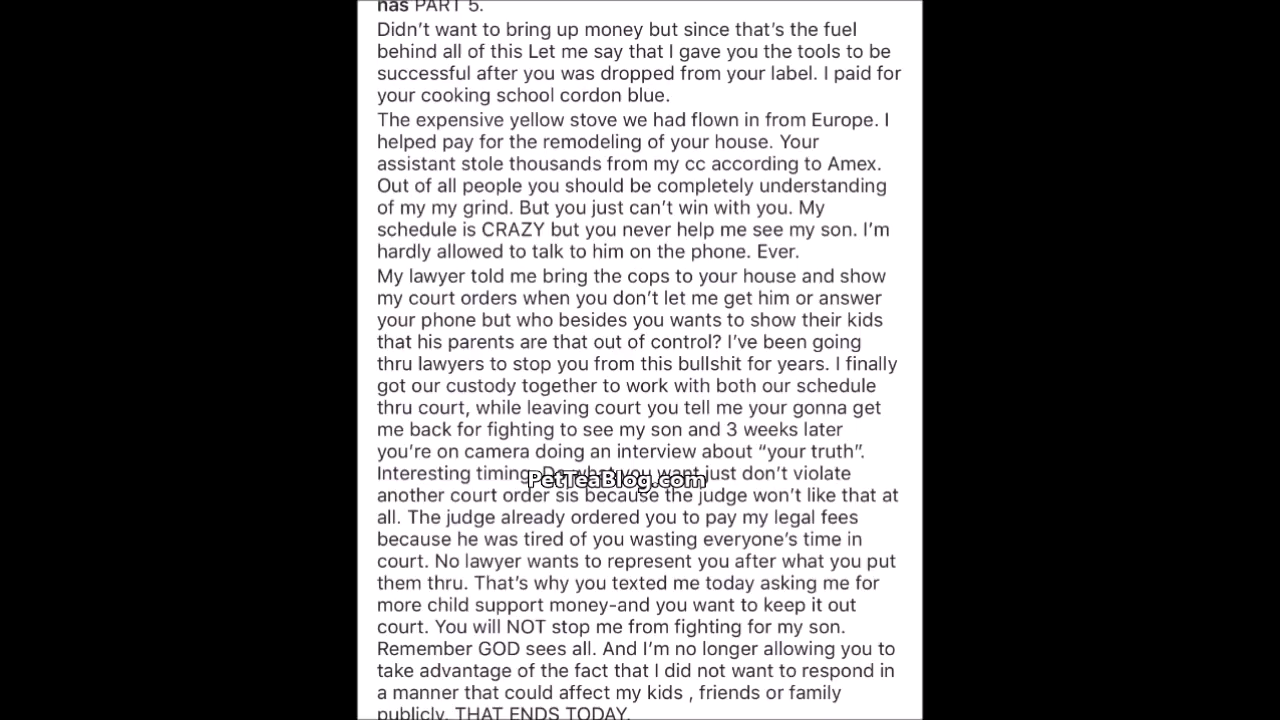 nas PART 5.
Didn’t want to bring up money but since that’s the fuel
behind all of this Let me say that I gave you the tools to be
successful after you was dropped from your label. I paid for
your cooking school cordon blue.
The expensive yellow stove we had flown in from Europe. I
helped pay for the remodeling of your house. Your
assistant stole thousands from my cc according to Amex.
Out of all people you should be completely understanding
of my my grind. But you just can’t win with you. My
schedule is CRAZY but you never help me see my son. I’m
hardly allowed to talk to him on the phone. Ever.
My lawyer told me bring the cops to your house and show
my court orders when you don’t let me get him or answer
your phone but who besides you wants to show their kids
that his parents are that out of control? I’ve been going
thru lawyers to stop you from this bullshit for years. I finally
got our custody together to work with both our schedule
thru court, while leaving court you tell me your gonna get
me back for fighting to see my son and 3 weeks later
you’re on camera doing an interview about “your truth”.
Interesting timing. Do what you want just don’t violate
PetTeaBlog.com
another court order sis because the judge won’t like that at
all. The judge already ordered you to pay my legal fees
because he was tired of you wasting everyone’s time in
court. No lawyer wants to represent you after what you put
them thru. That’s why you texted me today asking me for
more child support money-and you want to keep it out
court. You will NOT stop me from fighting for my son.
Remember GOD sees all. And I’m no longer allowing you to
take advantage of the fact that I did not want to respond in
a manner that could affect my kids , friends or family
publicly. THAT ENDS TODAY.